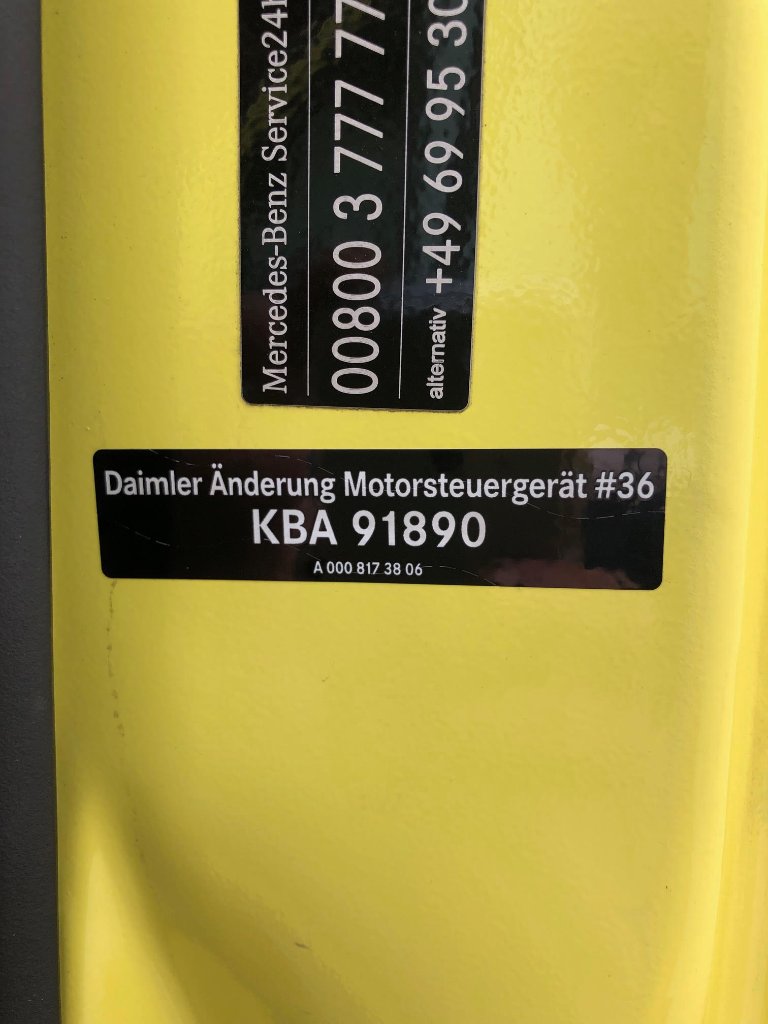 Mercedes-Benz Service24h
00800 3 777 77
alternativ +49 69 95 30
Daimler Änderung Motorsteuergerät #36
KBA 91890
A 000 817 38 06